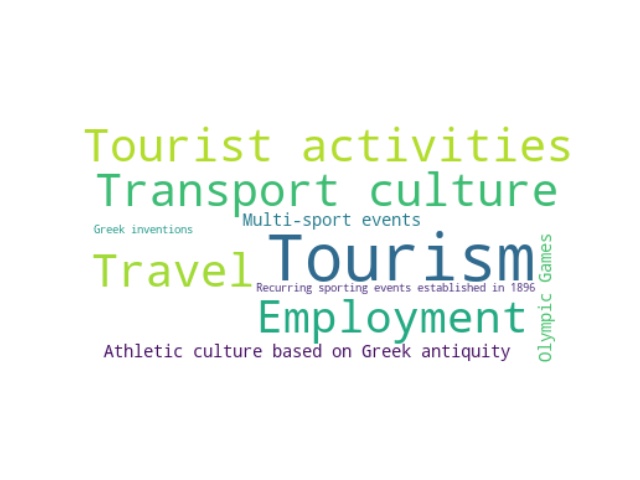 Tourist activities
Transport culture
Multi-sport events
Greek inventions
Tourism
Travel
Recurring sporting events established in 1896
Employment
Olympic Games
Athletic culture based on Greek antiquity